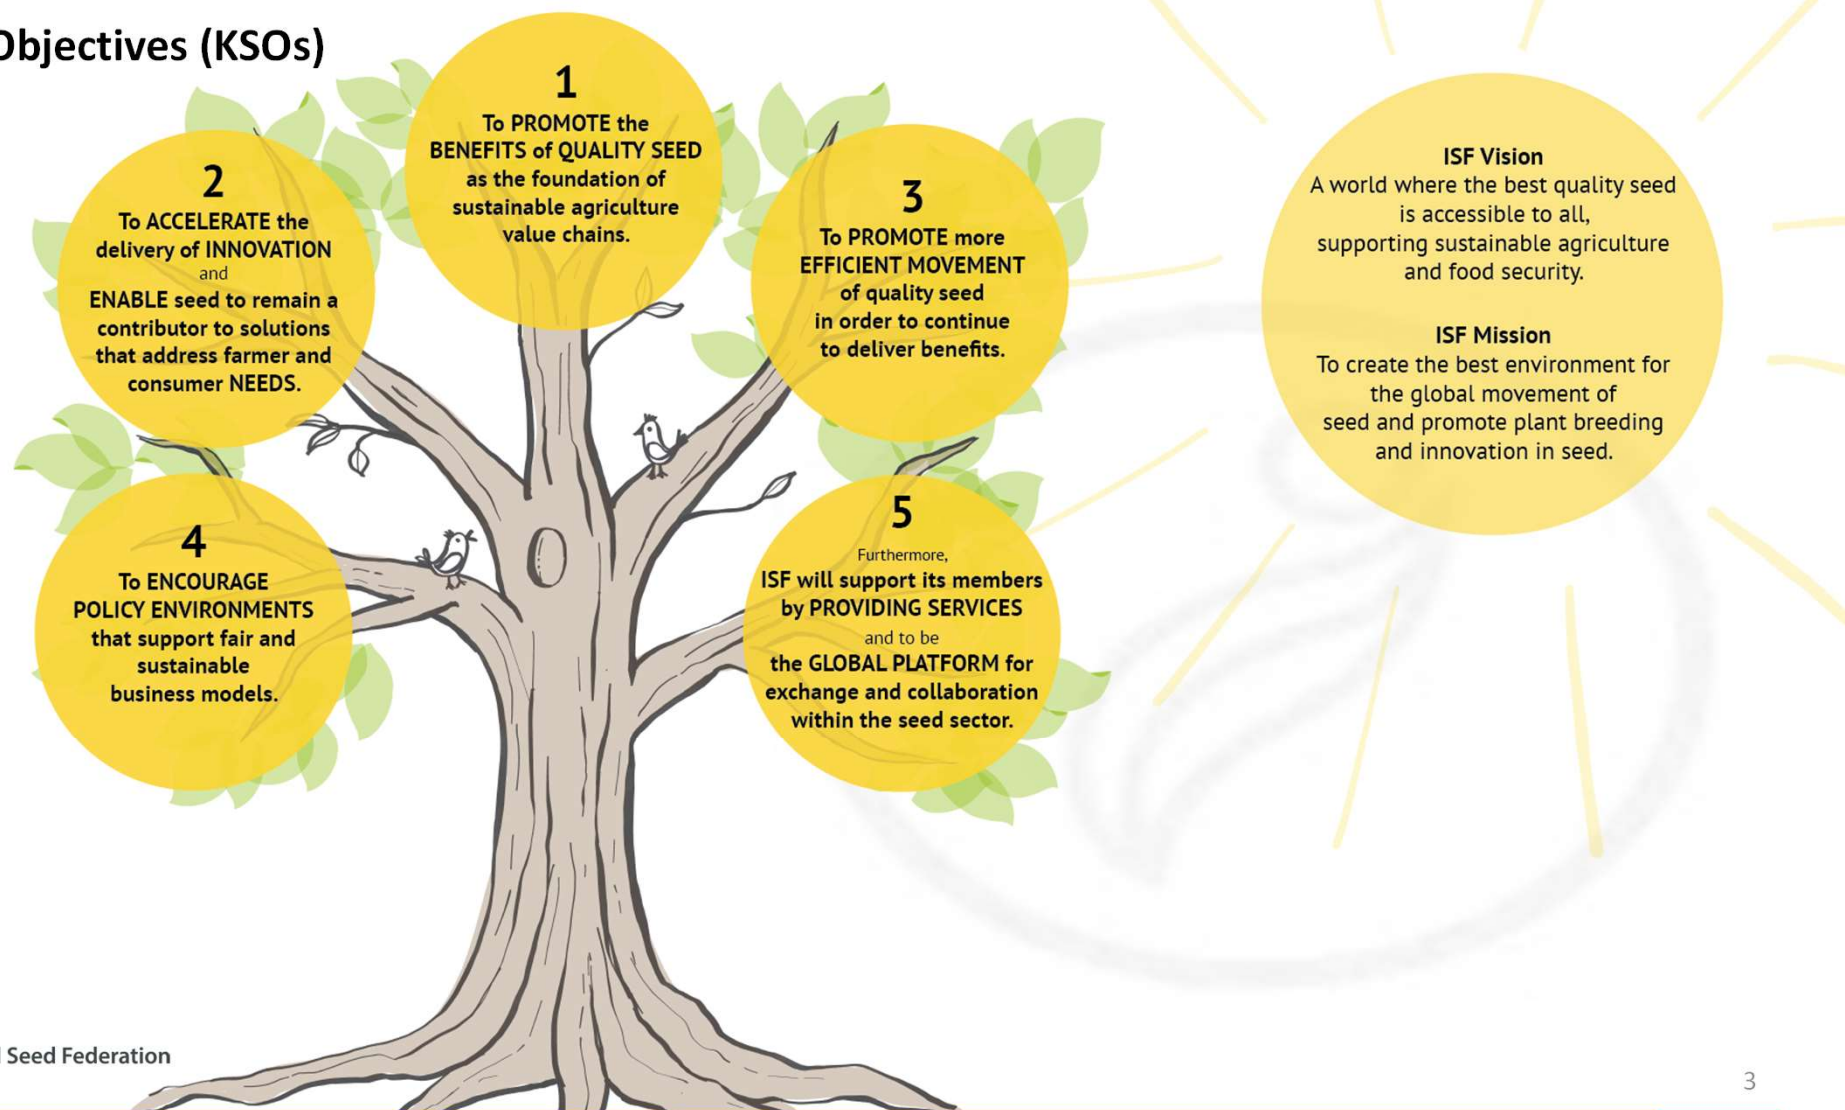 Objectives (KSOs)
1
To PROMOTE the
BENEFITS of QUALITY SEED
as the foundation of
sustainable agriculture
value chains.
2
To ACCELERATE the
delivery of INNOVATION
and
ENABLE seed to remain a
contributor to solutions
that address farmer and
consumer NEEDS.
3
To PROMOTE more
EFFICIENT MOVEMENT
of quality seed
in order to continue
to deliver benefits.
4
To ENCOURAGE
POLICY ENVIRONMENTS
that support fair and
sustainable
business models.
5
Furthermore,
ISF will support its members
by PROVIDING SERVICES
and to be
the GLOBAL PLATFORM for
exchange and collaboration
within the seed sector.
ISF Vision
A world where the best quality seed
is accessible to all,
supporting sustainable agriculture
and food security.
ISF Mission
To create the best environment for
the global movement of
seed and promote plant breeding
and innovation in seed.
Seed Federation
3